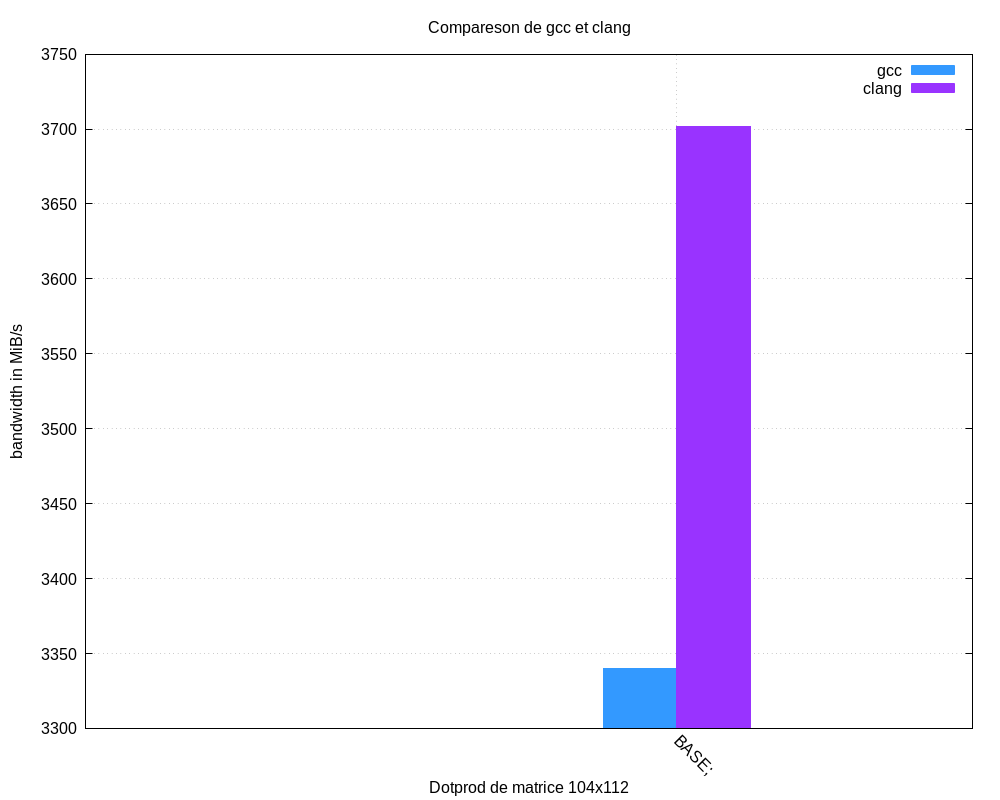 Compareson de gcc et clang
3750
3700
3650
3600
3550
3500
3450
3400
3350
3300
bandwidth in MiB/s
gcc
clang
BASE;
Dotprod de matrice 104x112